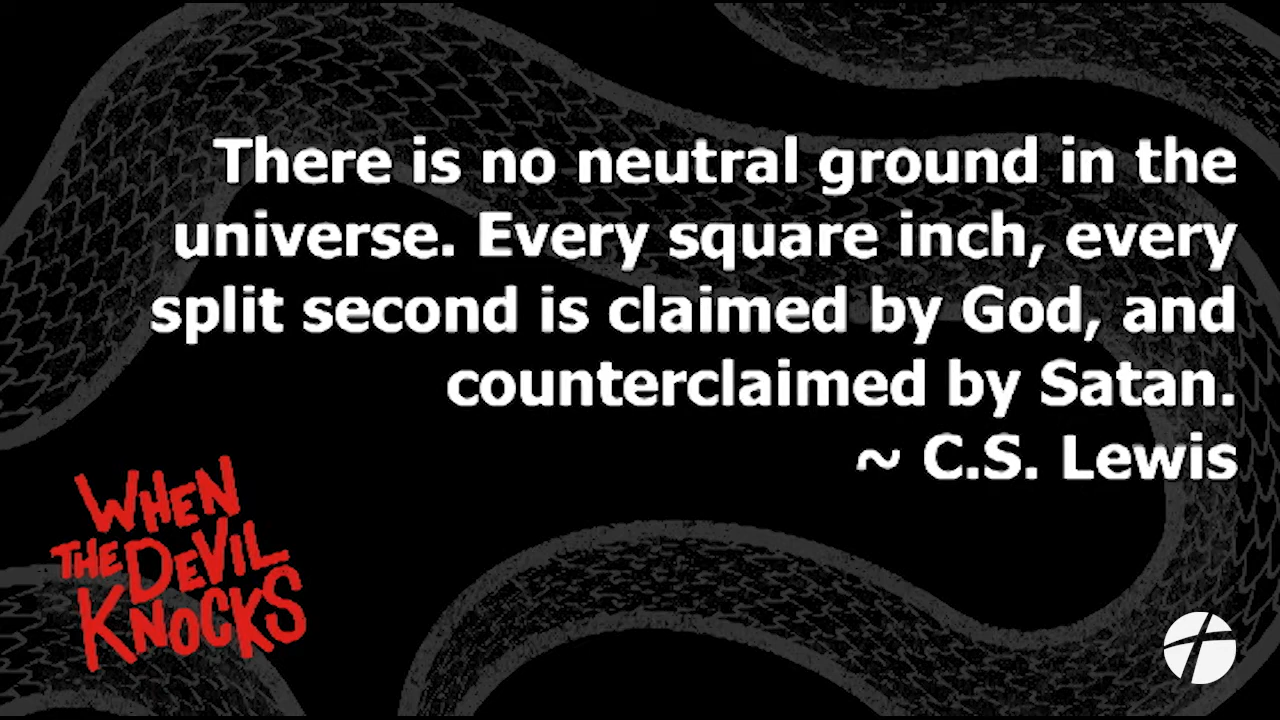 There is no neutral ground in the
universe. Every square inch, every
split second is claimed by God, and
counterclaimed by Satan.
~ C.S. Lewis
WHEN
THE DEVIL
KNOCKS